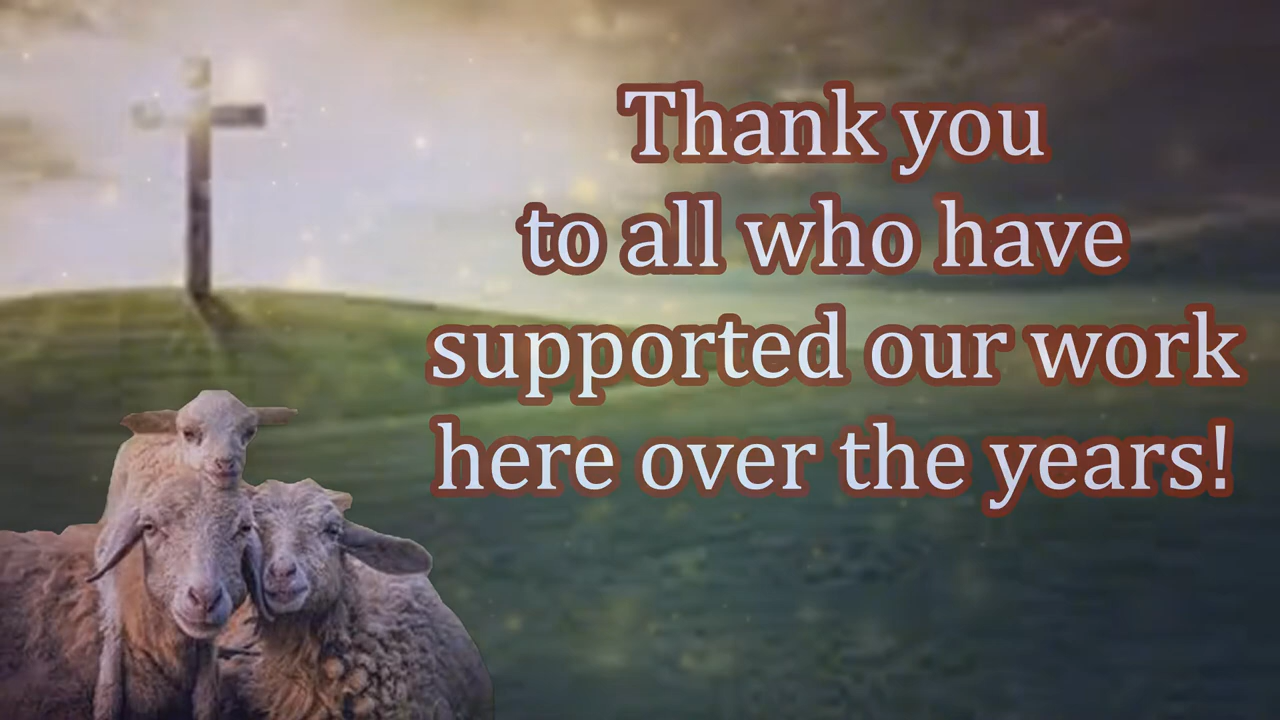 Thank you
to all who have
supported our work
here over the years!